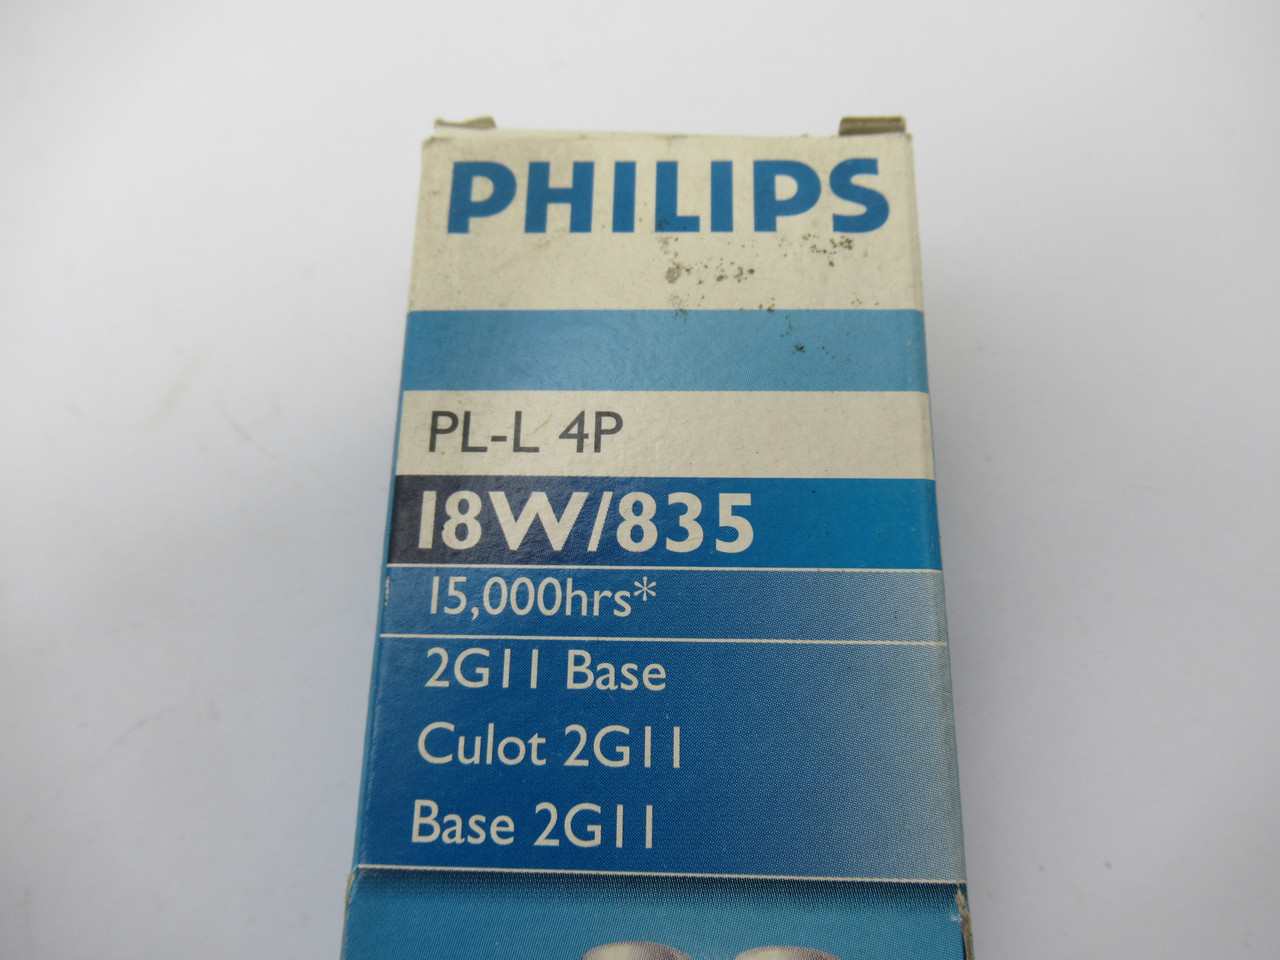 PHILIPS
PL-L 4P
18W/835
15,000hrs*
2G11 Base
Culot 2G11
Base 2G11